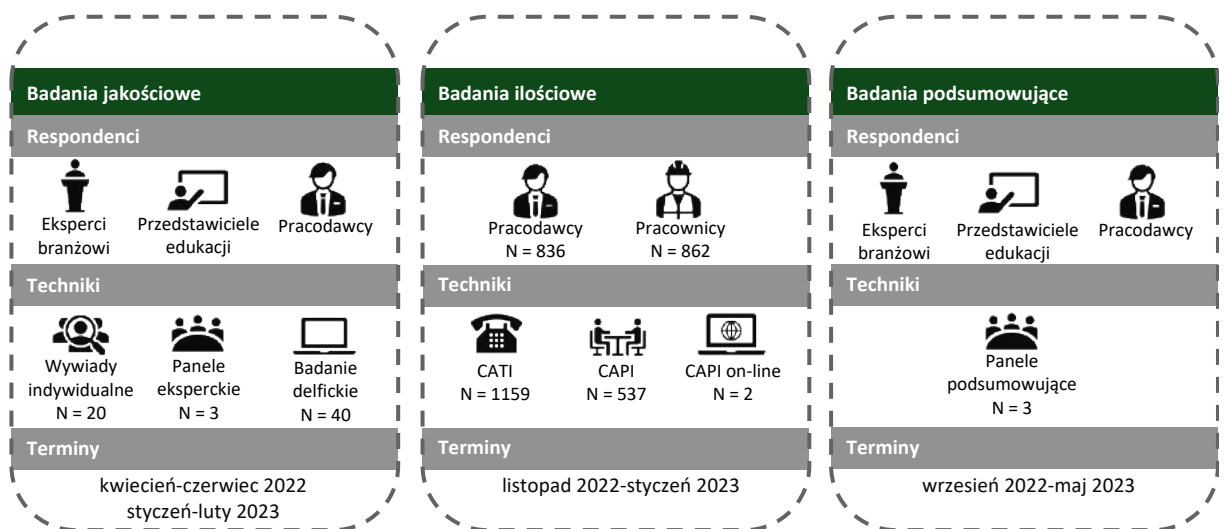 Badania jakościowe
Respondenci
Eksperci
branżowi
Przedstawiciele
edukacji
Pracodawcy
Techniki
Wywiady
indywidualne
N = 20
Panele
eksperckie
N = 3
Badanie
delfickie
N = 40
Terminy
kwiecień-czerwiec 2022
styczeń-luty 2023
Badania ilościowe
Respondenci
Pracodawcy
N = 836
Pracownicy
N = 862
Techniki
CATI
N = 1159
CAPI
N = 537
CAPI on-line
N = 2
Terminy
listopad 2022-styczeń 2023
Badania podsumowujące
Respondenci
Eksperci
branżowi
Przedstawiciele
edukacji
Pracodawcy
Techniki
Panele
podsumowujące
N = 3
Terminy
wrzesień 2022-maj 2023